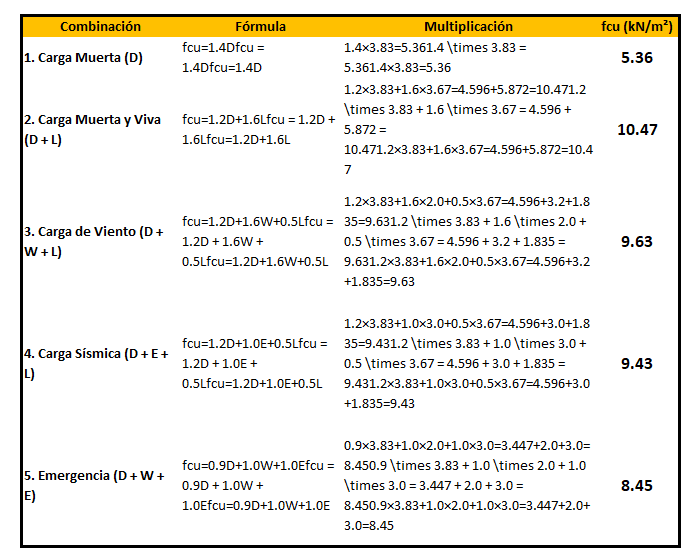 Combinación Fórmula Multiplicación fcu (kN/m²)
1. Carga Muerta (D)
fcu=1.4Dfcu =
1.4Dfcu=1.4D
1.4×3.83=5.361.4 \times 3.83 =
5.361.4×3.83=5.36
5.36
2. Carga Muerta y Viva
(D + L)
fcu=1.2D+1.6Lfcu = 1.2D +
1.6Lfcu=1.2D+1.6L
1.2×3.83+1.6×3.67=4.596+5.872=10.471.2
\times 3.83 + 1.6 \times 3.67 = 4.596 +
5.872 =
10.471.2×3.83+1.6×3.67=4.596+5.872=10.4
7
10.47
3. Carga de Viento (D +
W + L)
fcu=1.2D+1.6W+0.5Lfcu =
1.2D + 1.6W +
0.5Lfcu=1.2D+1.6W+0.5L
1.2×3.83+1.6×2.0+0.5×3.67=4.596+3.2+1.8
35=9.631.2 \times 3.83 + 1.6 \times 2.0 +
0.5 \times 3.67 = 4.596 + 3.2 + 1.835 =
9.631.2×3.83+1.6×2.0+0.5×3.67=4.596+3.2
+1.835=9.63
9.63
4. Carga Sísmica (D + E +
L)
fcu=1.2D+1.0E+0.5Lfcu =
1.2D + 1.0E +
0.5Lfcu=1.2D+1.0E+0.5L
1.2×3.83+1.0×3.0+0.5×3.67=4.596+3.0+1.8
35=9.431.2 \times 3.83 + 1.0 \times 3.0 +
0.5 \times 3.67 = 4.596 + 3.0 + 1.835 =
9.431.2×3.83+1.0×3.0+0.5×3.67=4.596+3.0
+1.835=9.43
9.43
5. Emergencia (D + W +
E)
fcu=0.9D+1.0W+1.0Efcu =
0.9D + 1.0W +
1.0Efcu=0.9D+1.0W+1.0E
0.9×3.83+1.0×2.0+1.0×3.0=3.447+2.0+3.0=
8.450.9 \times 3.83 + 1.0 \times 2.0 + 1.0
\times 3.0 = 3.447 + 2.0 + 3.0 =
8.450.9×3.83+1.0×2.0+1.0×3.0=3.447+2.0+
3.0=8.45
8.45